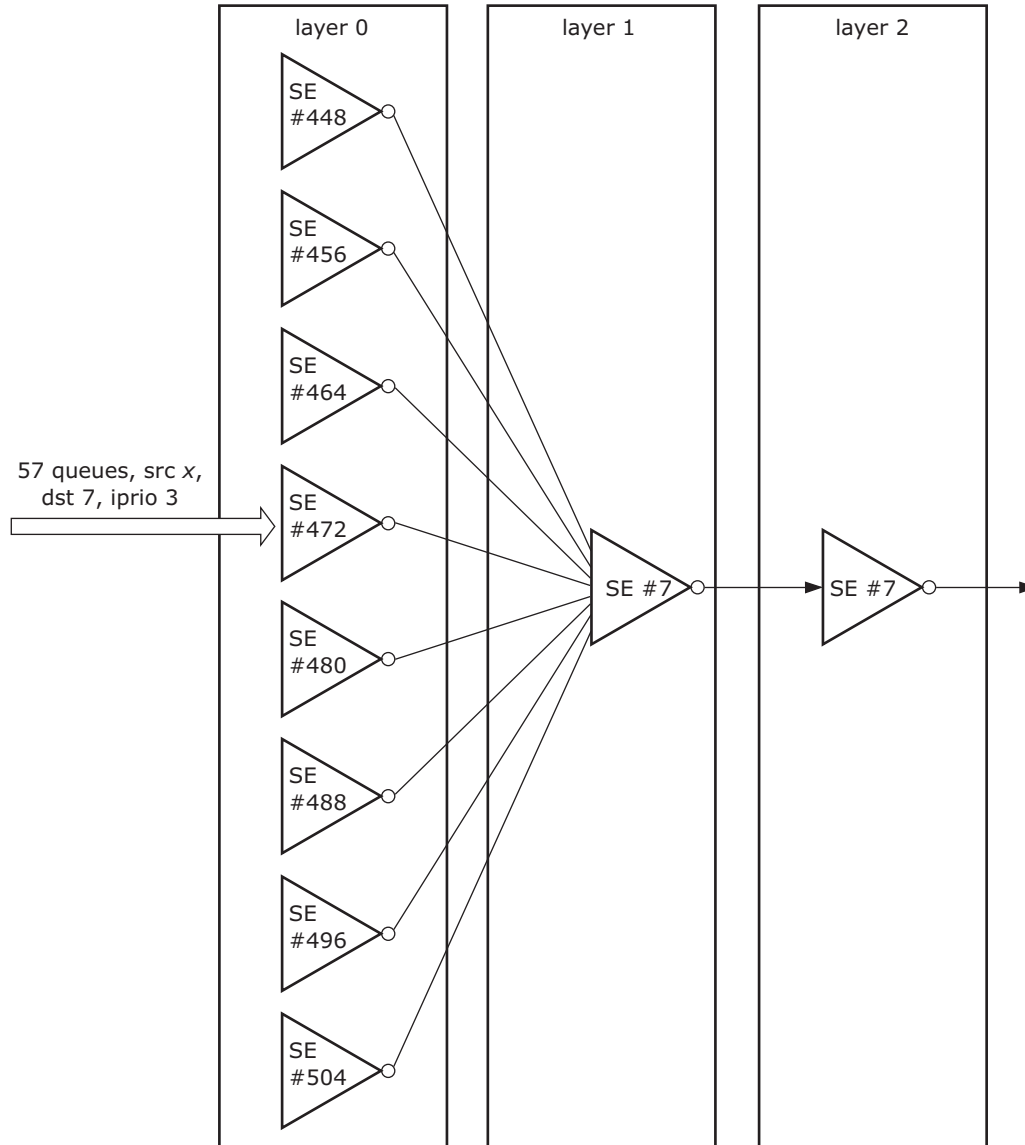 layer 0
layer 1
layer 2
SE
#448
SE
#456
SE
#464
57 queues, src x,
dst 7, iprio 3
SE
#472
SE #7
SE #7
SE
#480
SE
#488
SE
#496
SE
#504